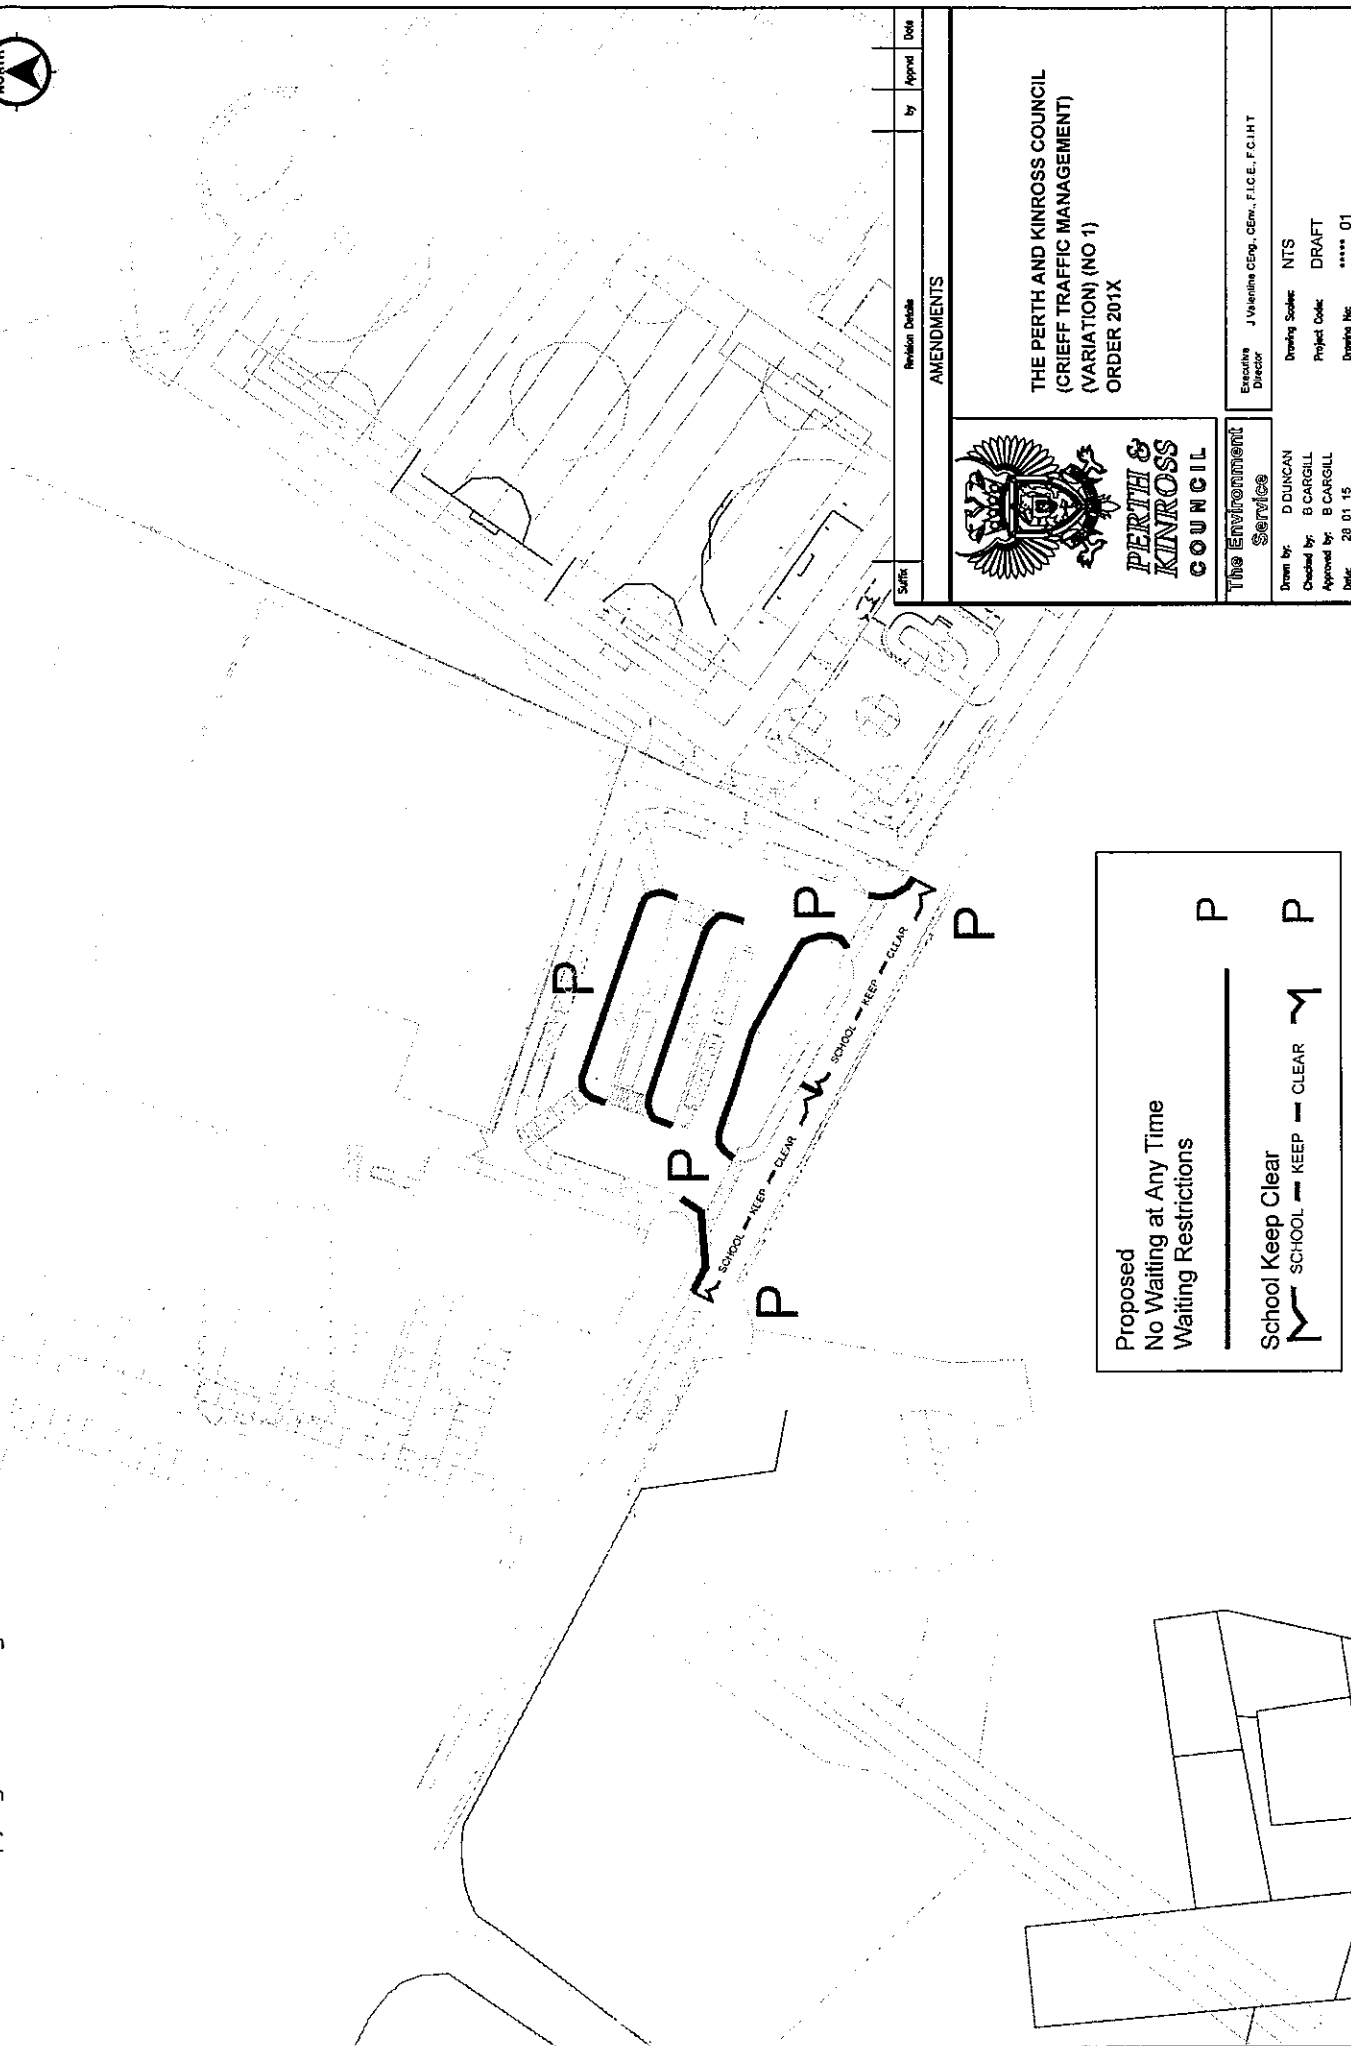 NORTH
P
P
P
SCHOOL KEEP CLEAR
SCHOOL KEEP CLEAR
P
P
Proposed
No Waiting at Any Time
Waiting Restrictions
P
School Keep Clear
SCHOOL KEEP CLEAR
P
Suffix Revision Details by Apprvd Date
AMENDMENTS
PERTH &
KINROSS
COUNCIL
THE PERTH AND KINROSS COUNCIL
(CRIEFF TRAFFIC MANAGEMENT)
(VARIATION) (NO 1)
ORDER 201X
The Environment
Service
Executive
Director
J Valentine CEng., CEnv., F.I.C.E., F.C.I.H.T
Drawn by: D DUNCAN
Checked by: B CARGILL
Approved by: B CARGILL
Date: 28 01 15
Drawing Scales: NTS
Project Code: DRAFT
Drawing No: ***** 01